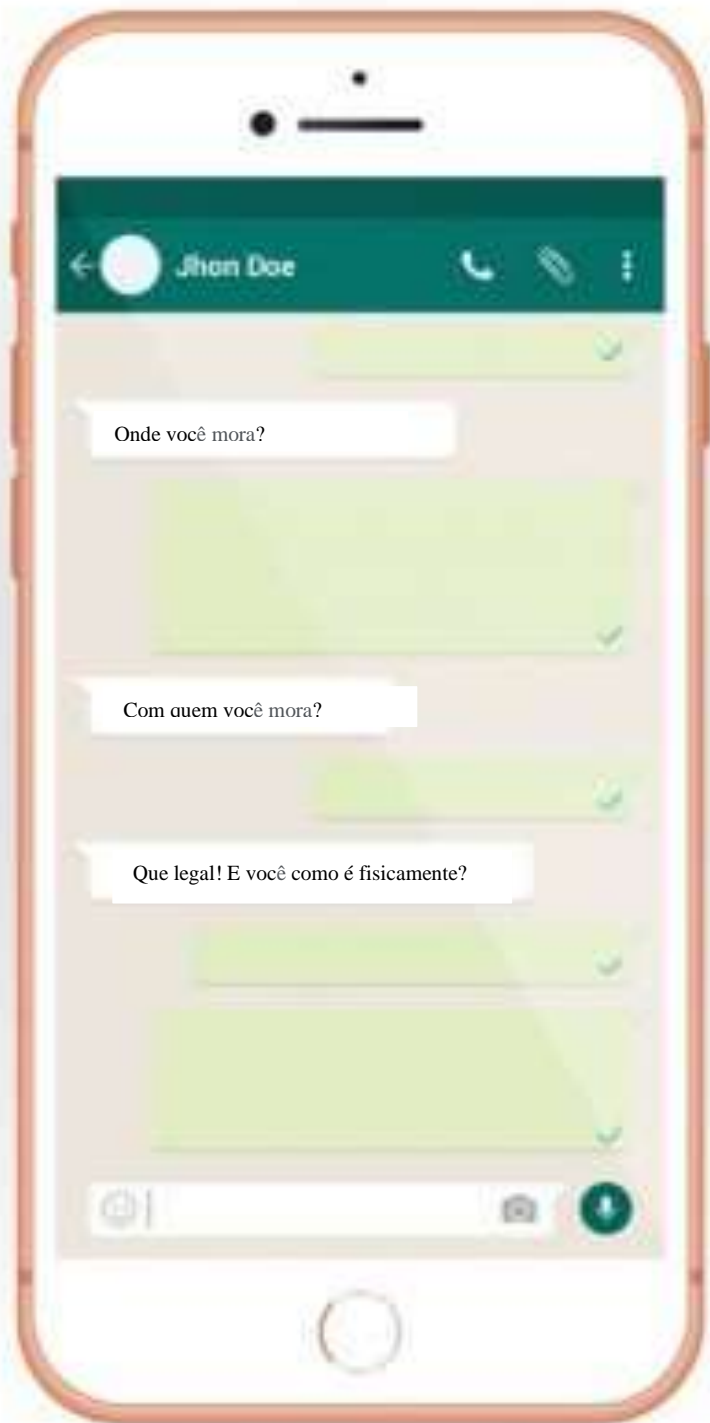 Jhon Doe
Onde você mora?
Com quem você mora?
Que legal! E você como é fisicamente?